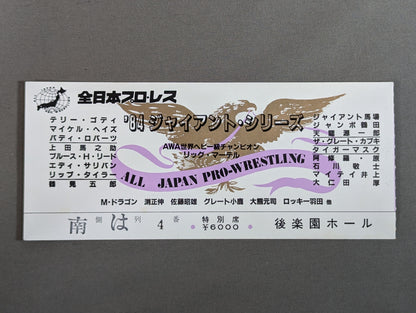 全日本プロ・レス
'84 ジャイアント・シリーズ
テリー・ゴディ
マイケル・ヘイズ
バディ・ロバーツ
上田馬之助
ブルース・H・リード
エディ・サリバン
リップ・タイラー
鶴見五郎
AWA世界ヘビー級チャンピオン
リック・マーテル
ALL JAPAN PRO-WRESTLING
ジャイアント馬場
ジャンボ鶴田
天龍源一郎
ザ・グレート・カブキ
タイガーマスク
阿修羅・原
石川敬士
マイティ井上
大仁田厚
M・ドラゴン 渕正伸 佐藤昭雄 グレート小鹿 大熊元司 ロッキー羽田 他
南側 は 列 4 番 特別席 ¥6000 後楽園ホール